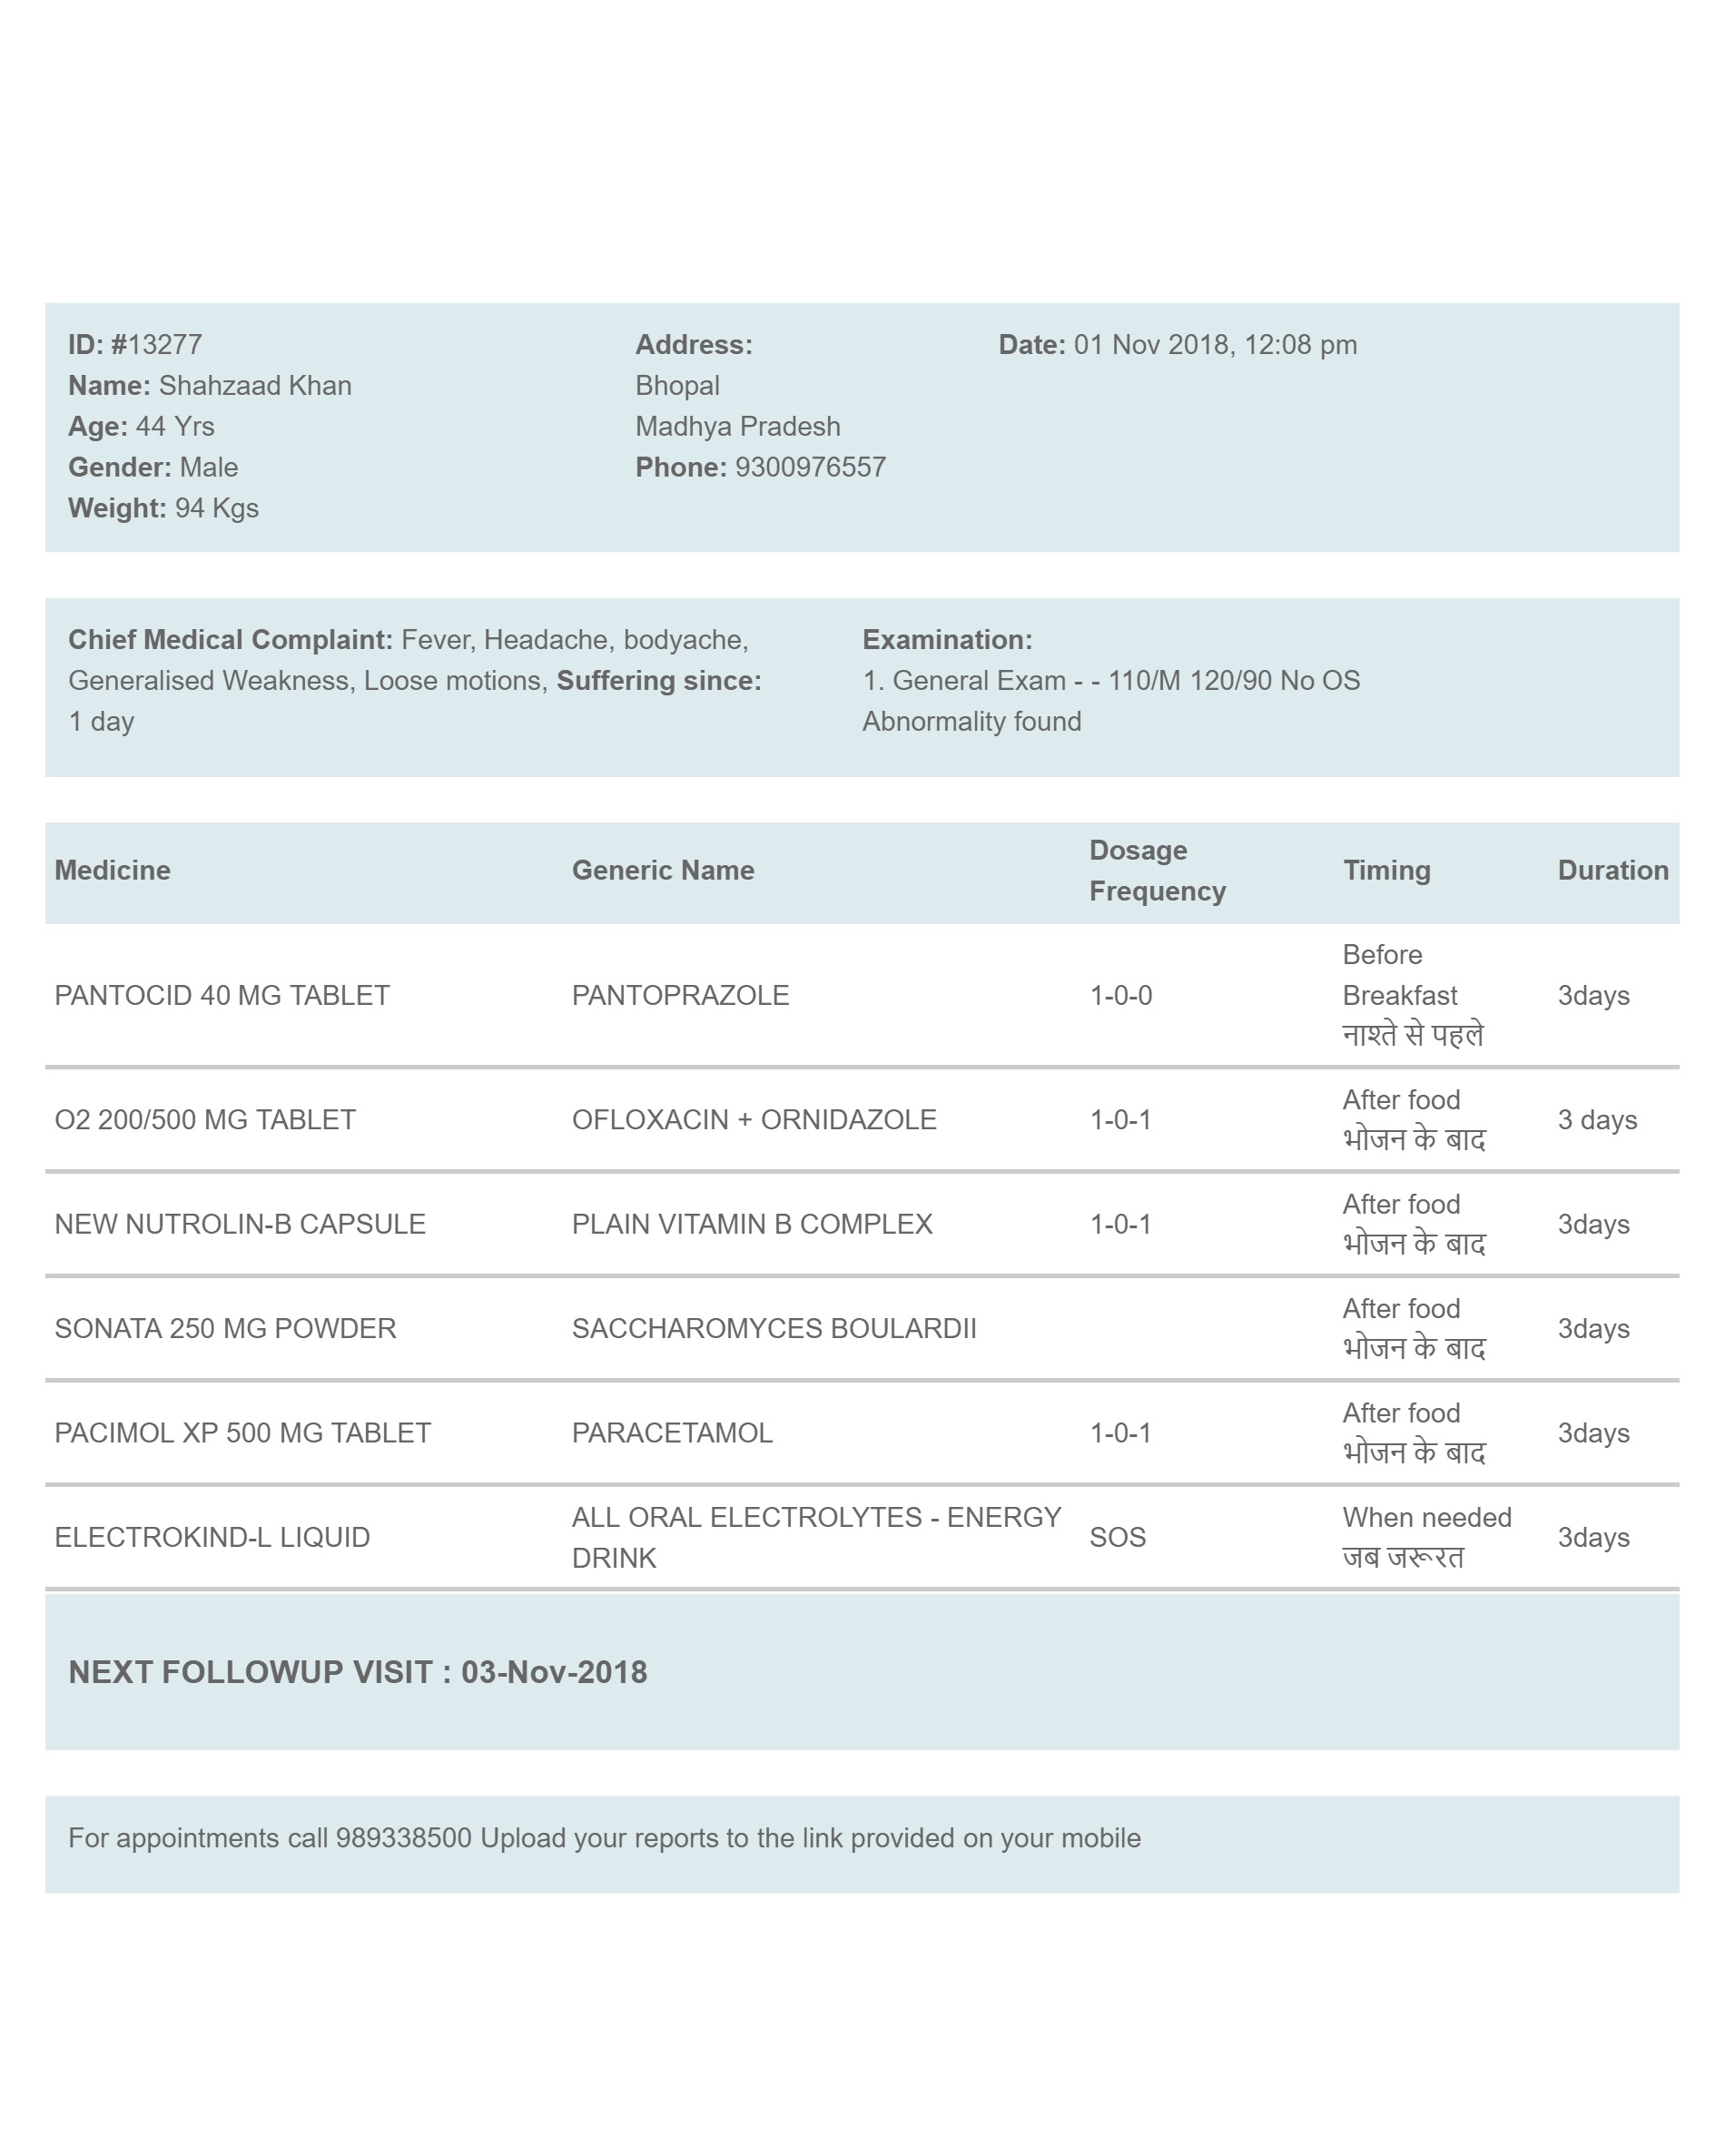 ID: #13277
Name: Shahzaad Khan
Age: 44 Yrs
Gender: Male
Weight: 94 Kgs
Address:
Bhopal
Madhya Pradesh
Phone: 9300976557
Date: 01 Nov 2018, 12:08 pm
Chief Medical Complaint: Fever, Headache, bodyache,
Generalised Weakness, Loose motions, Suffering since:
1 day
Examination:
1. General Exam - - 110/M 120/90 No OS
Abnormality found
Medicine Generic Name Dosage Frequency Timing Duration
PANTOCID 40 MG TABLET PANTOPRAZOLE 1-0-0 Before Breakfast नाश्ते से पहले 3days
O2 200/500 MG TABLET OFLOXACIN + ORNIDAZOLE 1-0-1 After food भोजन के बाद 3 days
NEW NUTROLIN-B CAPSULE PLAIN VITAMIN B COMPLEX 1-0-1 After food भोजन के बाद 3days
SONATA 250 MG POWDER SACCHAROMYCES BOULARDII After food भोजन के बाद 3days
PACIMOL XP 500 MG TABLET PARACETAMOL 1-0-1 After food भोजन के बाद 3days
ELECTROKIND-L LIQUID ALL ORAL ELECTROLYTES - ENERGY DRINK SOS When needed जब जरूरत 3days
NEXT FOLLOWUP VISIT : 03-Nov-2018
For appointments call 989338500 Upload your reports to the link provided on your mobile